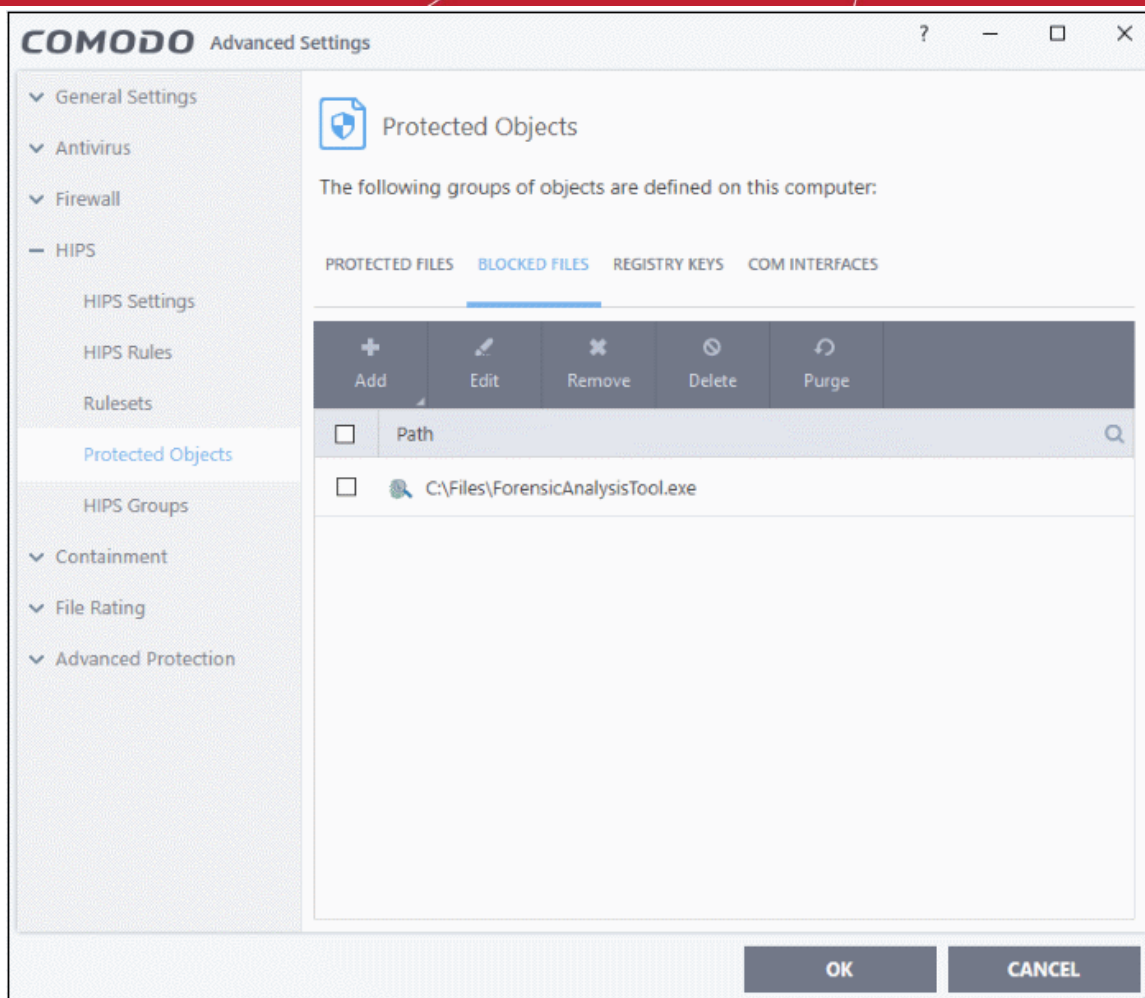 COMODO Advanced Settings ?
General Settings
Antivirus
Firewall
HIPS
HIPS Settings
HIPS Rules
Rulesets
Protected Objects
HIPS Groups
Containment
File Rating
Advanced Protection
Protected Objects
The following groups of objects are defined on this computer:
PROTECTED FILES BLOCKED FILES REGISTRY KEYS COM INTERFACES
Add Edit Remove Delete Purge
Path
C:\Files\ForensicAnalysisTool.exe
OK CANCEL